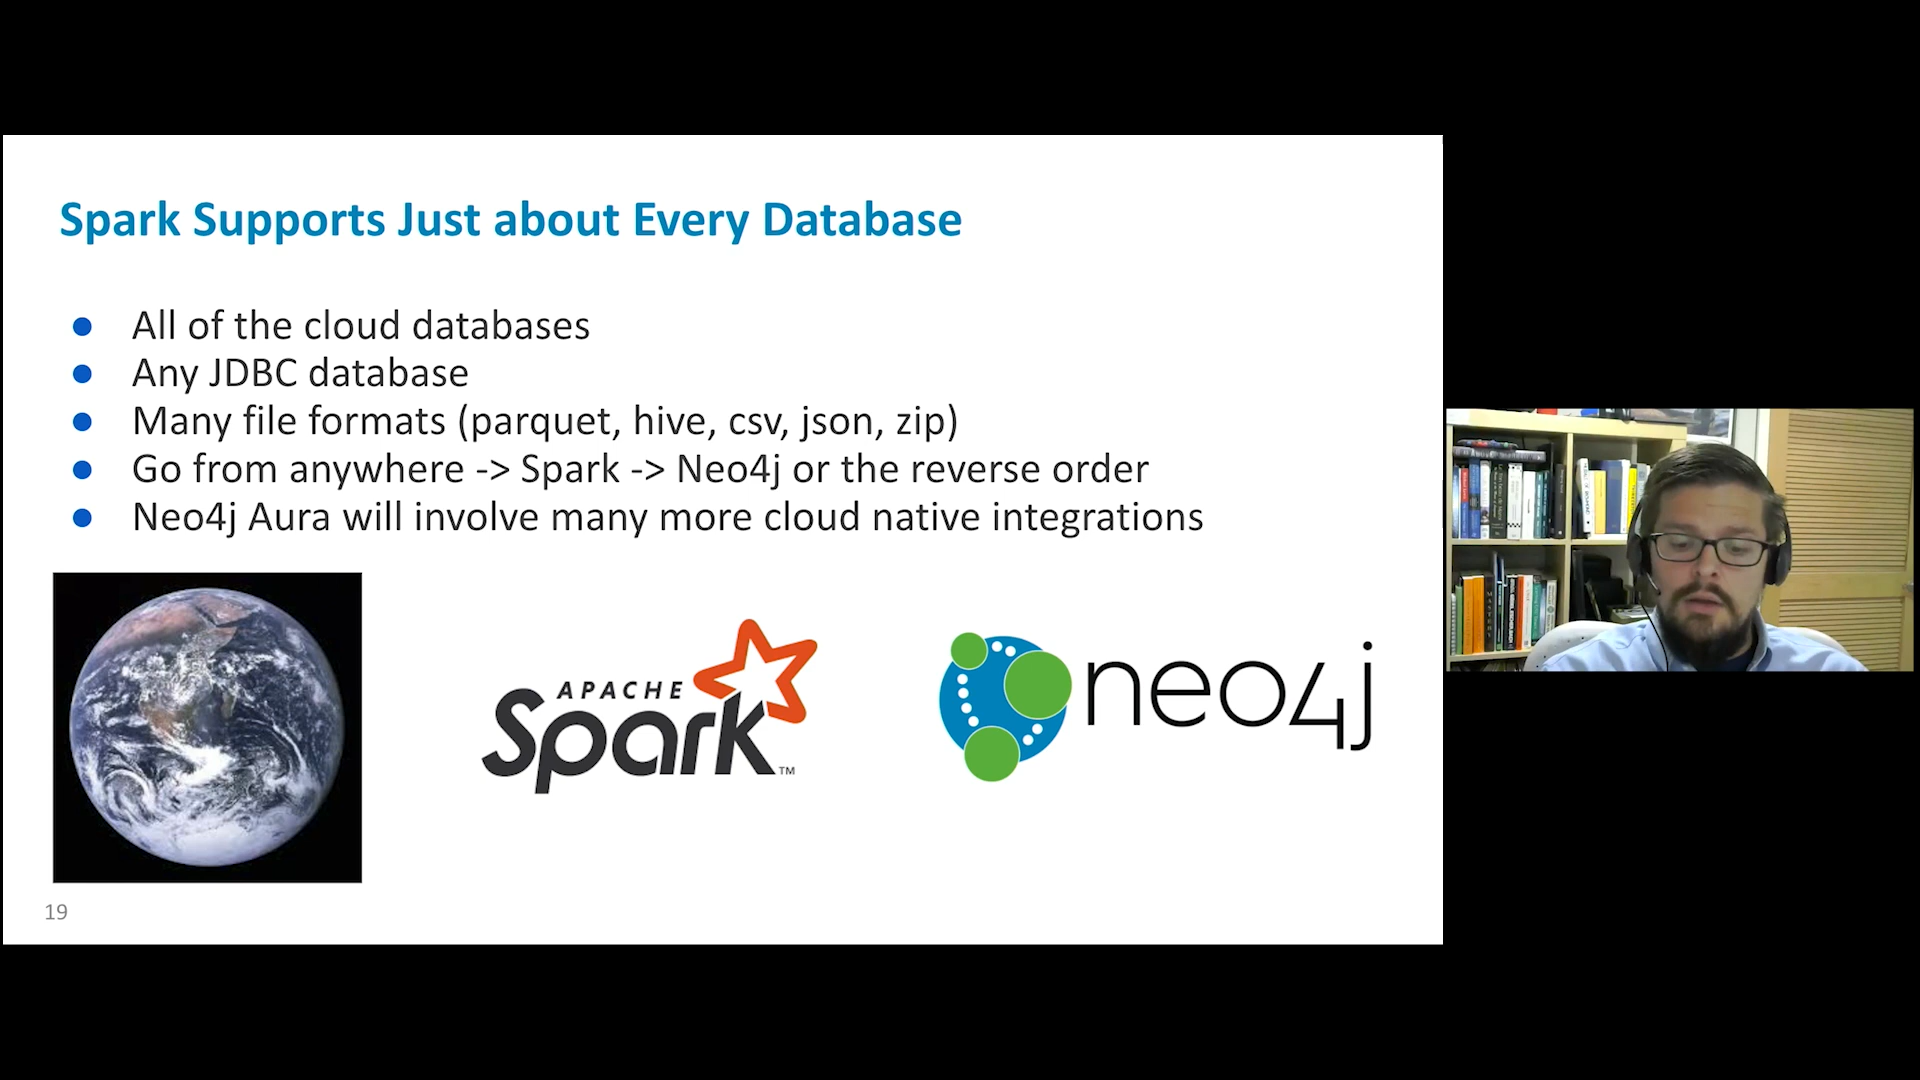 Spark Supports Just about Every Database
● All of the cloud databases
● Any JDBC database
● Many file formats (parquet, hive, csv, json, zip)
● Go from anywhere -> Spark -> Neo4j or the reverse order
● Neo4j Aura will involve many more cloud native integrations
APACHE
Spark™
neo4j
19